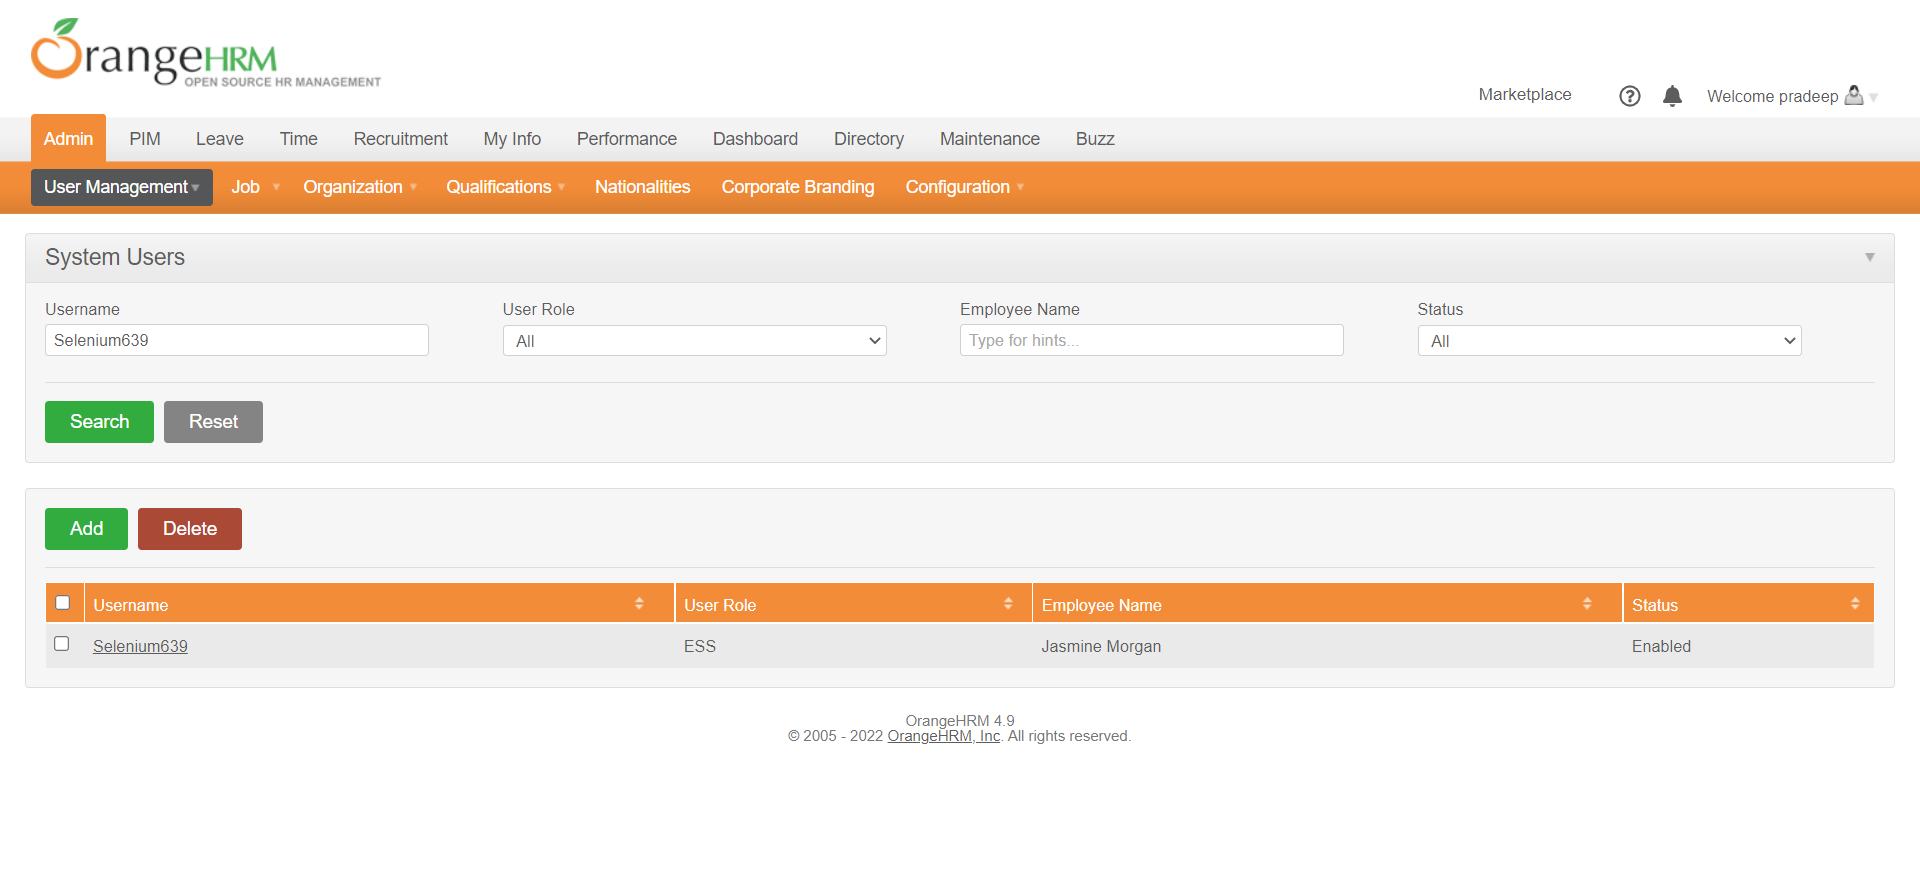 OrangeHRM
OPEN SOURCE HR MANAGEMENT
Marketplace Welcome pradeep
Admin PIM Leave Time Recruitment My Info Performance Dashboard Directory Maintenance Buzz
User Management Job Organization Qualifications Nationalities Corporate Branding Configuration
System Users
Username User Role Employee Name Status
Selenium639 All Type for hints... All
Search Reset
Add Delete
Username User Role Employee Name Status
Selenium639 ESS Jasmine Morgan Enabled
OrangeHRM 4.9
© 2005 - 2022 OrangeHRM, Inc. All rights reserved.